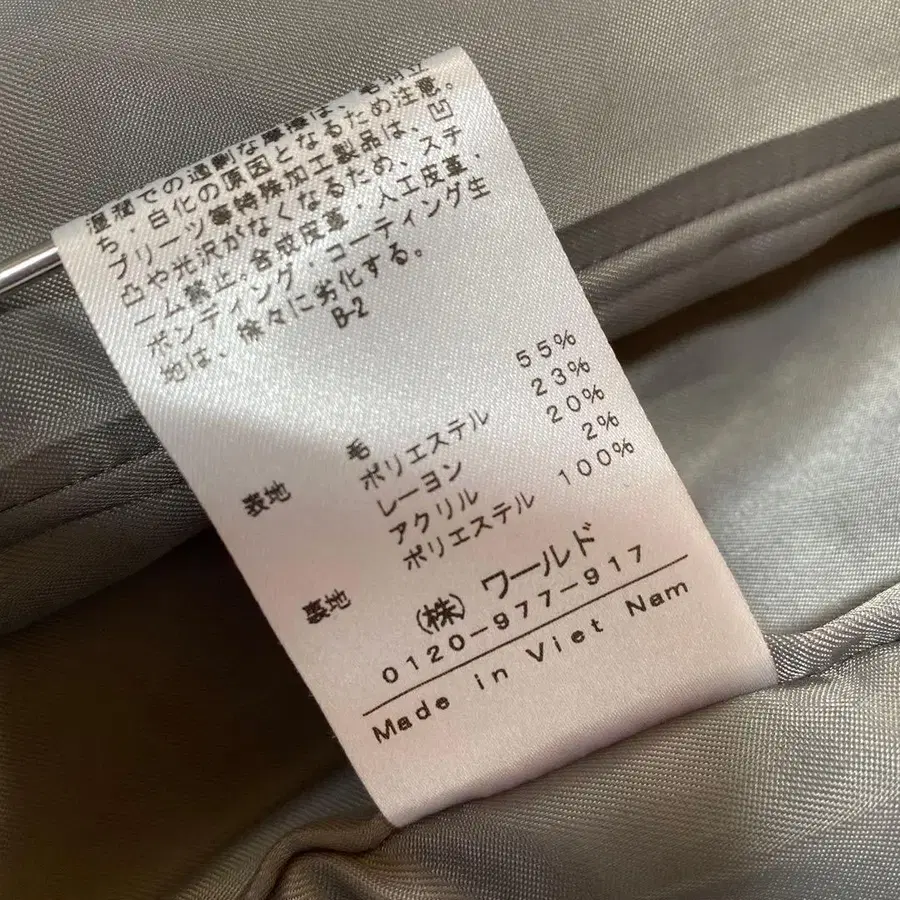 湿潤での過剰な摩擦は、毛羽立
ち・白化の原因となるため注意。
プリーツ等特殊加工製品は、凹
凸や光沢がなくなるため、スチ
ーム禁止。合成皮革・人工皮革・
ボンディング・コーティング生
地は、徐々に劣化する。
B-2
表地 毛 55%
ポリエステル 23%
レーヨン 20%
アクリル 2%
裏地 ポリエステル 100%
(株) ワールド
0120-977-917
Made in Viet Nam